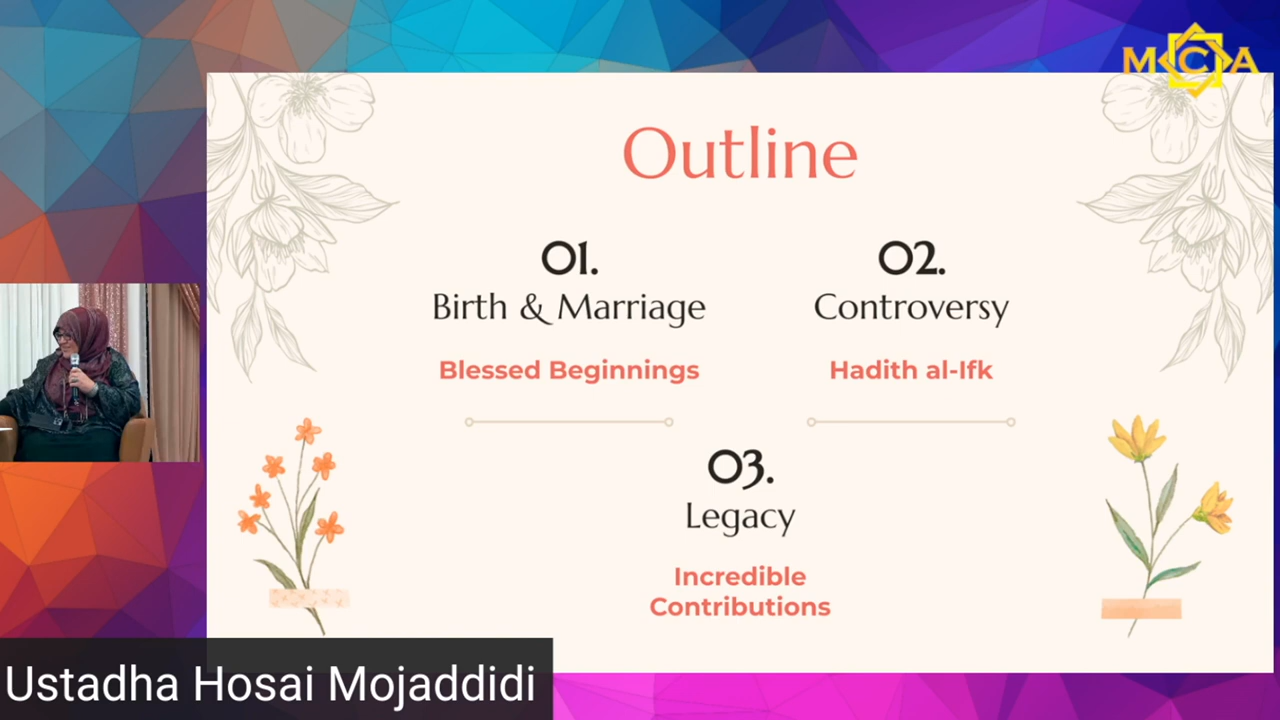 MCA
Outline
01.
Birth & Marriage
Blessed Beginnings
02.
Controversy
Hadith al-Ifk
03.
Legacy
Incredible
Contributions
Ustadha Hosai Mojaddidi